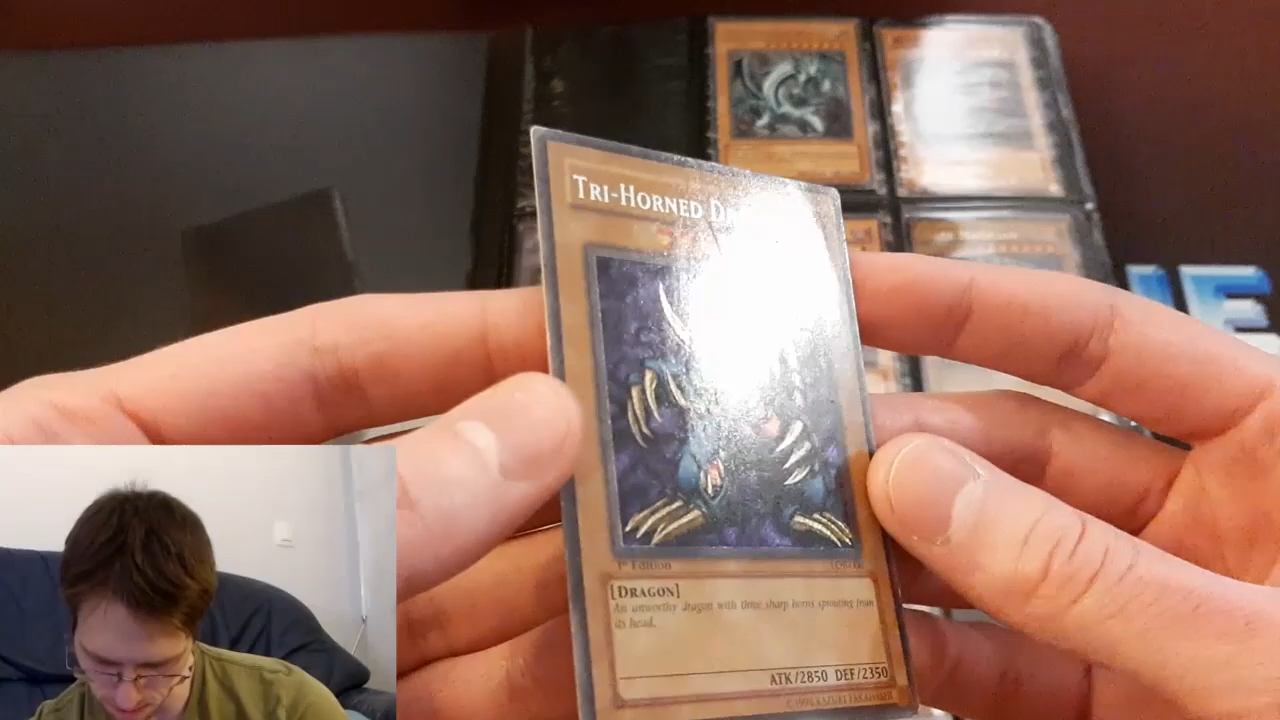 TRI-HORNED
1st Edition
[DRAGON]
An unworthy dragon with three sharp horns sprouting from
its head.
ATK/2850 DEF/2350